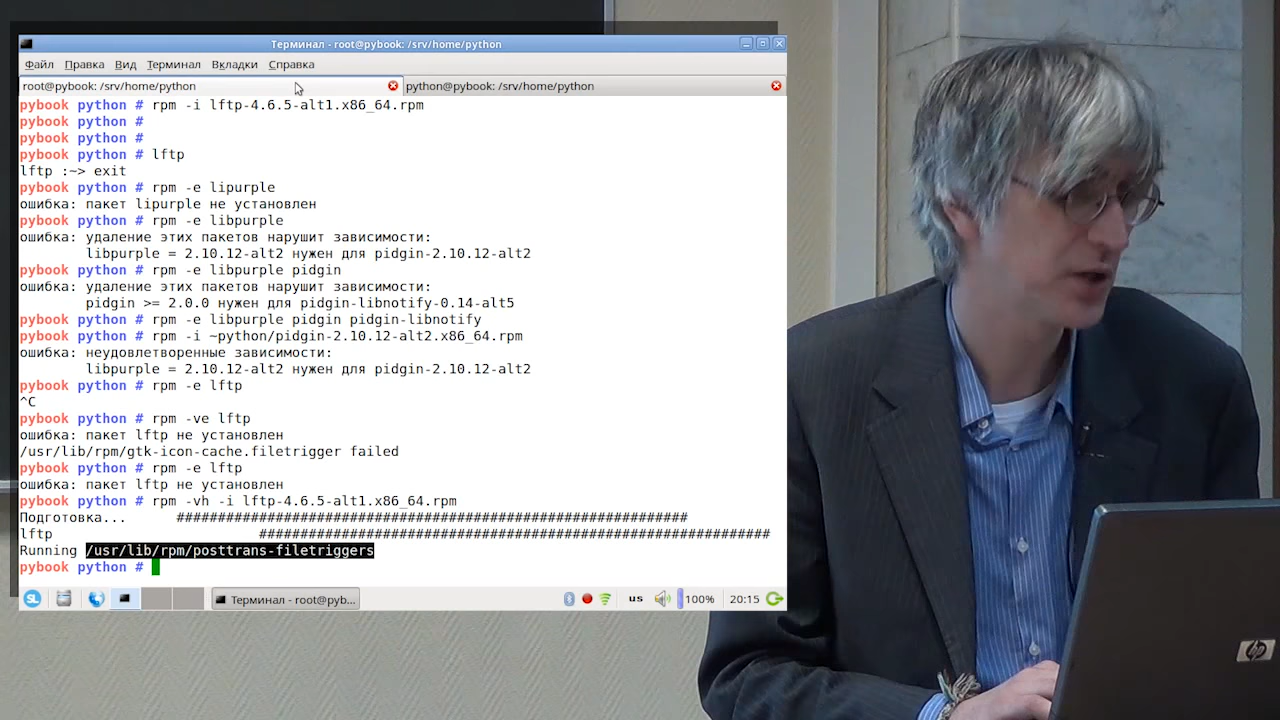 Терминал - root@pybook: /srv/home/python
Файл Правка Вид Терминал Вкладки Справка
root@pybook: /srv/home/python python@pybook: /srv/home/python
pybook python # rpm -i lftp-4.6.5-alt1.x86_64.rpm
pybook python #
pybook python #
pybook python # lftp
lftp :~> exit
pybook python # rpm -e lipurple
ошибка: пакет lipurple не установлен
pybook python # rpm -e libpurple
ошибка: удаление этих пакетов нарушит зависимости:
libpurple = 2.10.12-alt2 нужен для pidgin-2.10.12-alt2
pybook python # rpm -e libpurple pidgin
ошибка: удаление этих пакетов нарушит зависимости:
pidgin >= 2.0.0 нужен для pidgin-libnotify-0.14-alt5
pybook python # rpm -e libpurple pidgin pidgin-libnotify
pybook python # rpm -i ~python/pidgin-2.10.12-alt2.x86_64.rpm
ошибка: неудовлетворенные зависимости:
libpurple = 2.10.12-alt2 нужен для pidgin-2.10.12-alt2
pybook python # rpm -e lftp
^C
pybook python # rpm -ve lftp
ошибка: пакет lftp не установлен
/usr/lib/rpm/gtk-icon-cache.filetrigger failed
pybook python # rpm -e lftp
ошибка: пакет lftp не установлен
pybook python # rpm -vh -i lftp-4.6.5-alt1.x86_64.rpm
Подготовка... ##############################################################
lftp ##############################################################
Running /usr/lib/rpm/posttrans-filetriggers
pybook python #
SL Терминал - root@pyb... us 100% 20:15
hp